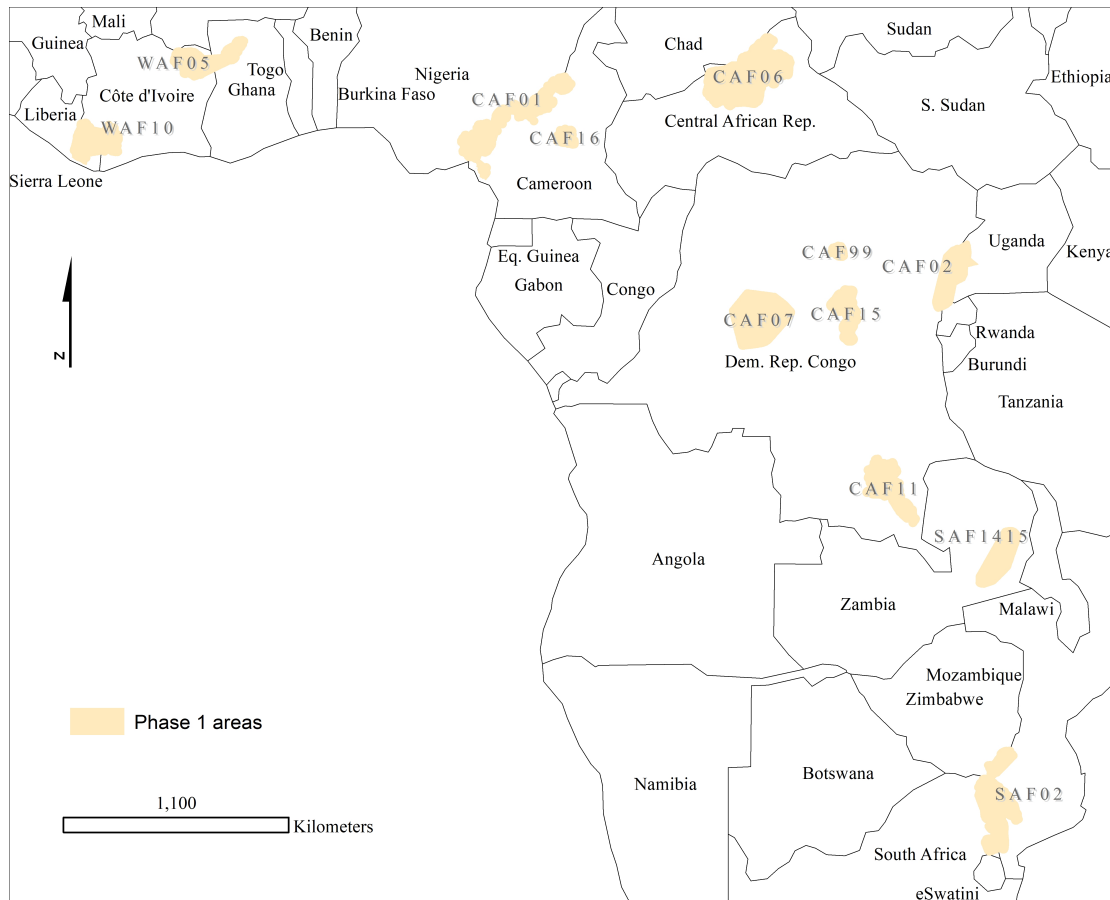 Mali
Benin
Sudan
Guinea
WAF05
Chad
Togo
Nigeria
CAF06
Ethiopia
Ghana
Côte d'Ivoire
Burkina Faso
CAF01
S. Sudan
Liberia
WAF10
Central African Rep.
CAF16
Sierra Leone
Cameroon
Uganda
Kenya
CAF99
Eq. Guinea
CAF02
Gabon
Congo
CAF07
CAF15
Rwanda
N
Dem. Rep. Congo
Burundi
Tanzania
CAF11
SAF1415
Angola
Zambia
Malawi
Mozambique
Zimbabwe
Phase 1 areas
Botswana
Namibia
SAF02
1,100
Kilometers
South Africa
eSwatini